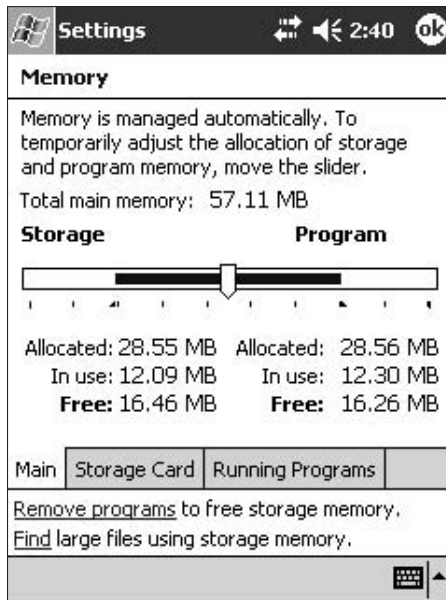 Settings 2:40 ok
Memory
Memory is managed automatically. To
temporarily adjust the allocation of storage
and program memory, move the slider.
Total main memory: 57.11 MB
Storage Program
Allocated: 28.55 MB Allocated: 28.56 MB
In use: 12.09 MB In use: 12.30 MB
Free: 16.46 MB Free: 16.26 MB
Main Storage Card Running Programs
Remove programs to free storage memory.
Find large files using storage memory.